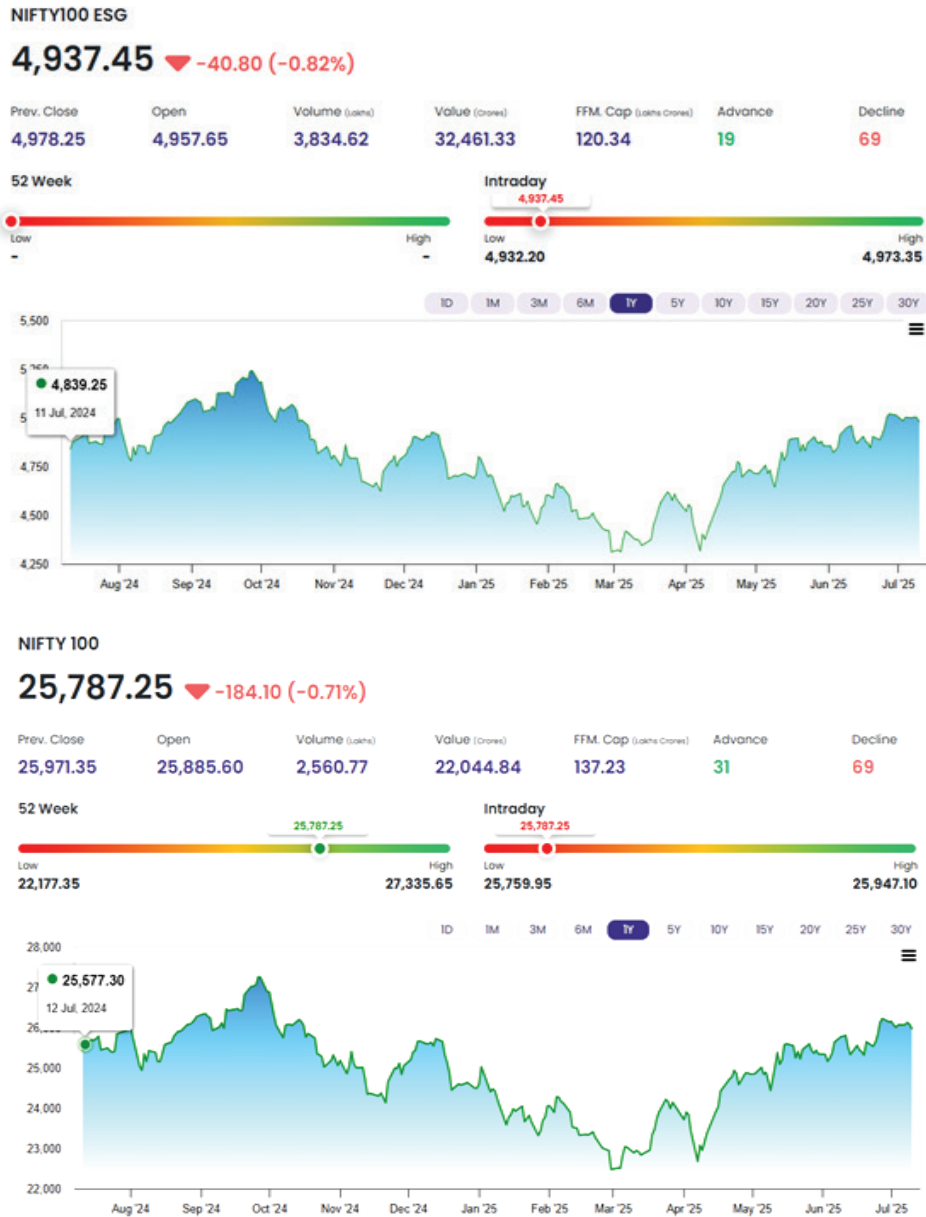 NIFTY100 ESG
4,937.45 -40.80 (-0.82%)
Prev. Close Open Volume (Lakhs) Value (Crores) FFM. Cap (Lakhs Crores) Advance Decline
4,978.25 4,957.65 3,834.62 32,461.33 120.34 19 69
52 Week Intraday
4,937.45
Low High Low High
- - 4,932.20 4,973.35
1D 1M 3M 6M 1Y 5Y 10Y 15Y 20Y 25Y 30Y
5,500
4,839.25
11 Jul, 2024
4,750
4,500
4,250
Aug '24 Sep '24 Oct '24 Nov '24 Dec '24 Jan '25 Feb '25 Mar '25 Apr '25 May '25 Jun '25 Jul '25
NIFTY 100
25,787.25 -184.10 (-0.71%)
Prev. Close Open Volume (Lakhs) Value (Crores) FFM. Cap (Lakhs Crores) Advance Decline
25,971.35 25,885.60 2,560.77 22,044.84 137.23 31 69
52 Week Intraday
25,787.25 25,787.25
Low High Low High
22,177.35 27,335.65 25,759.95 25,947.10
1D 1M 3M 6M 1Y 5Y 10Y 15Y 20Y 25Y 30Y
28,000
25,577.30
12 Jul, 2024
25,000
24,000
23,000
22,000
Aug '24 Sep '24 Oct '24 Nov '24 Dec '24 Jan '25 Feb '25 Mar '25 Apr '25 May '25 Jun '25 Jul '25